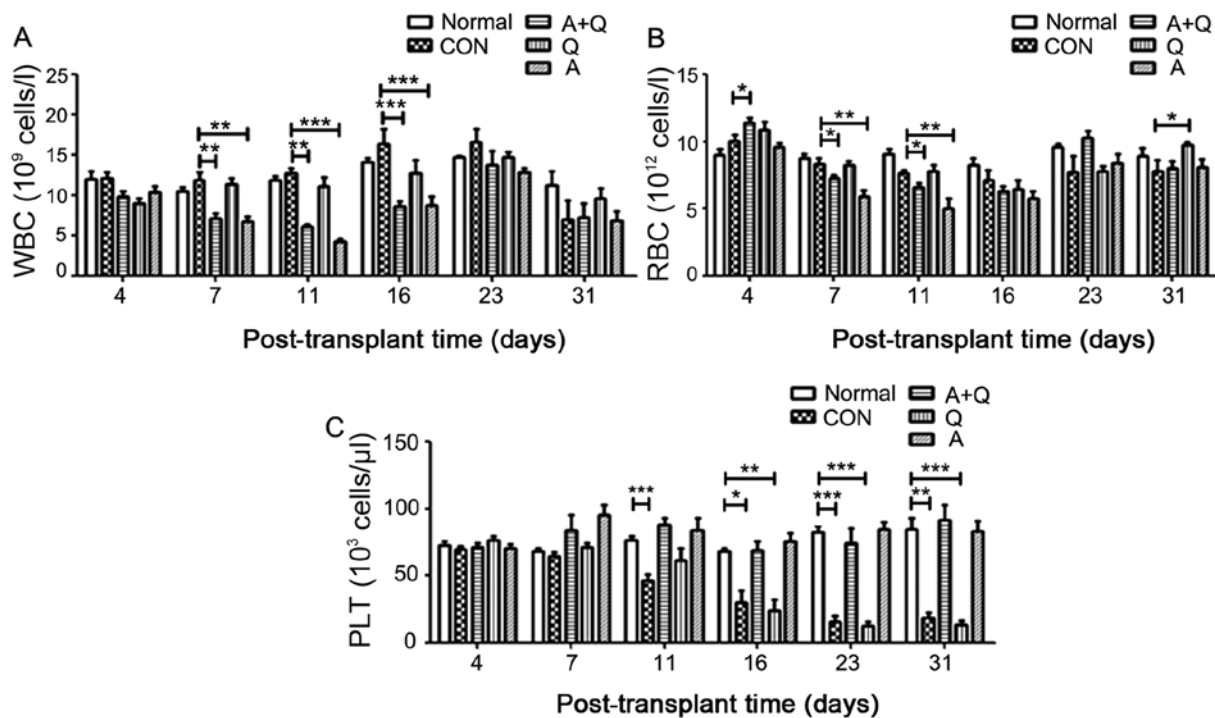 A
Normal
CON
A+Q
Q
A
WBC (10⁹ cells/l)
25
20
15
10
5
0
**
**
***
**
***
***
4 7 11 16 23 31
Post-transplant time (days)
B
Normal
CON
A+Q
Q
A
RBC (10¹² cells/l)
15
10
5
0
*
**
*
**
*
*
4 7 11 16 23 31
Post-transplant time (days)
C
Normal
CON
A+Q
Q
A
PLT (10³ cells/µl)
150
100
50
0
***
**
*
***
***
***
**
4 7 11 16 23 31
Post-transplant time (days)